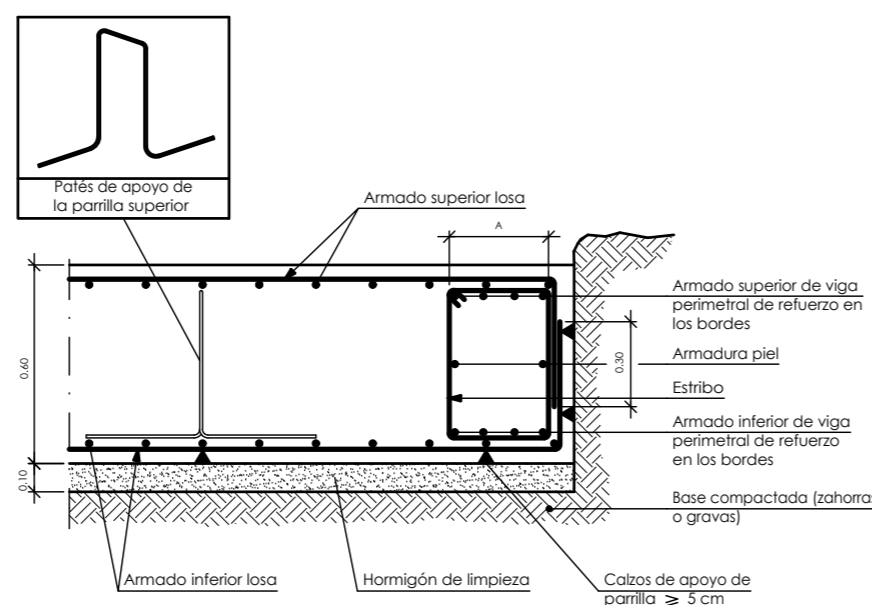 Patés de apoyo de
la parrilla superior
Armado superior losa
A
Armado superior de viga
perimetral de refuerzo en
los bordes
0.60
0.30
Armadura piel
Estribo
Armado inferior de viga
perimetral de refuerzo
en los bordes
0.10
Base compactada (zahorras
o gravas)
Armado inferior losa
Hormigón de limpieza
Calzos de apoyo de
parrilla ≥ 5 cm